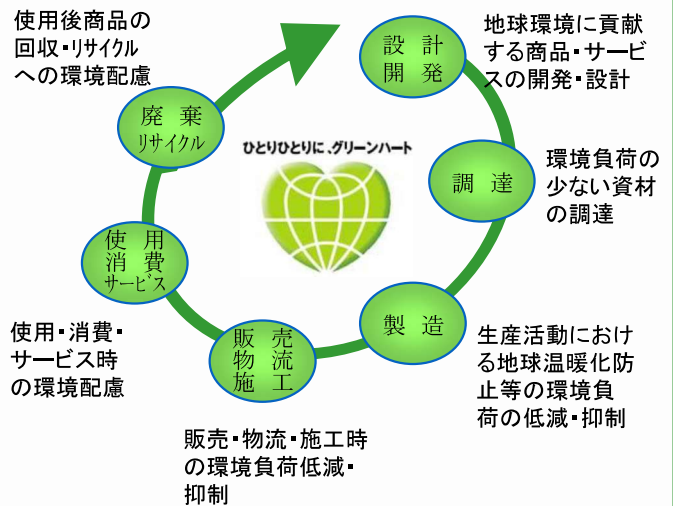 使用後商品の
回収・リサイクル
への環境配慮
設計
開発
地球環境に貢献
する商品・サービ
スの開発・設計
廃棄
リサイクル
ひとりひとりに、グリーンハート
調達
環境負荷の
少ない資材
の調達
使用
消費
サービス
製造
生産活動におけ
る地球温暖化防
止等の環境負
荷の低減・抑制
使用・消費・
サービス時
の環境配慮
販売
物流
施工
販売・物流・施工時
の環境負荷低減・
抑制